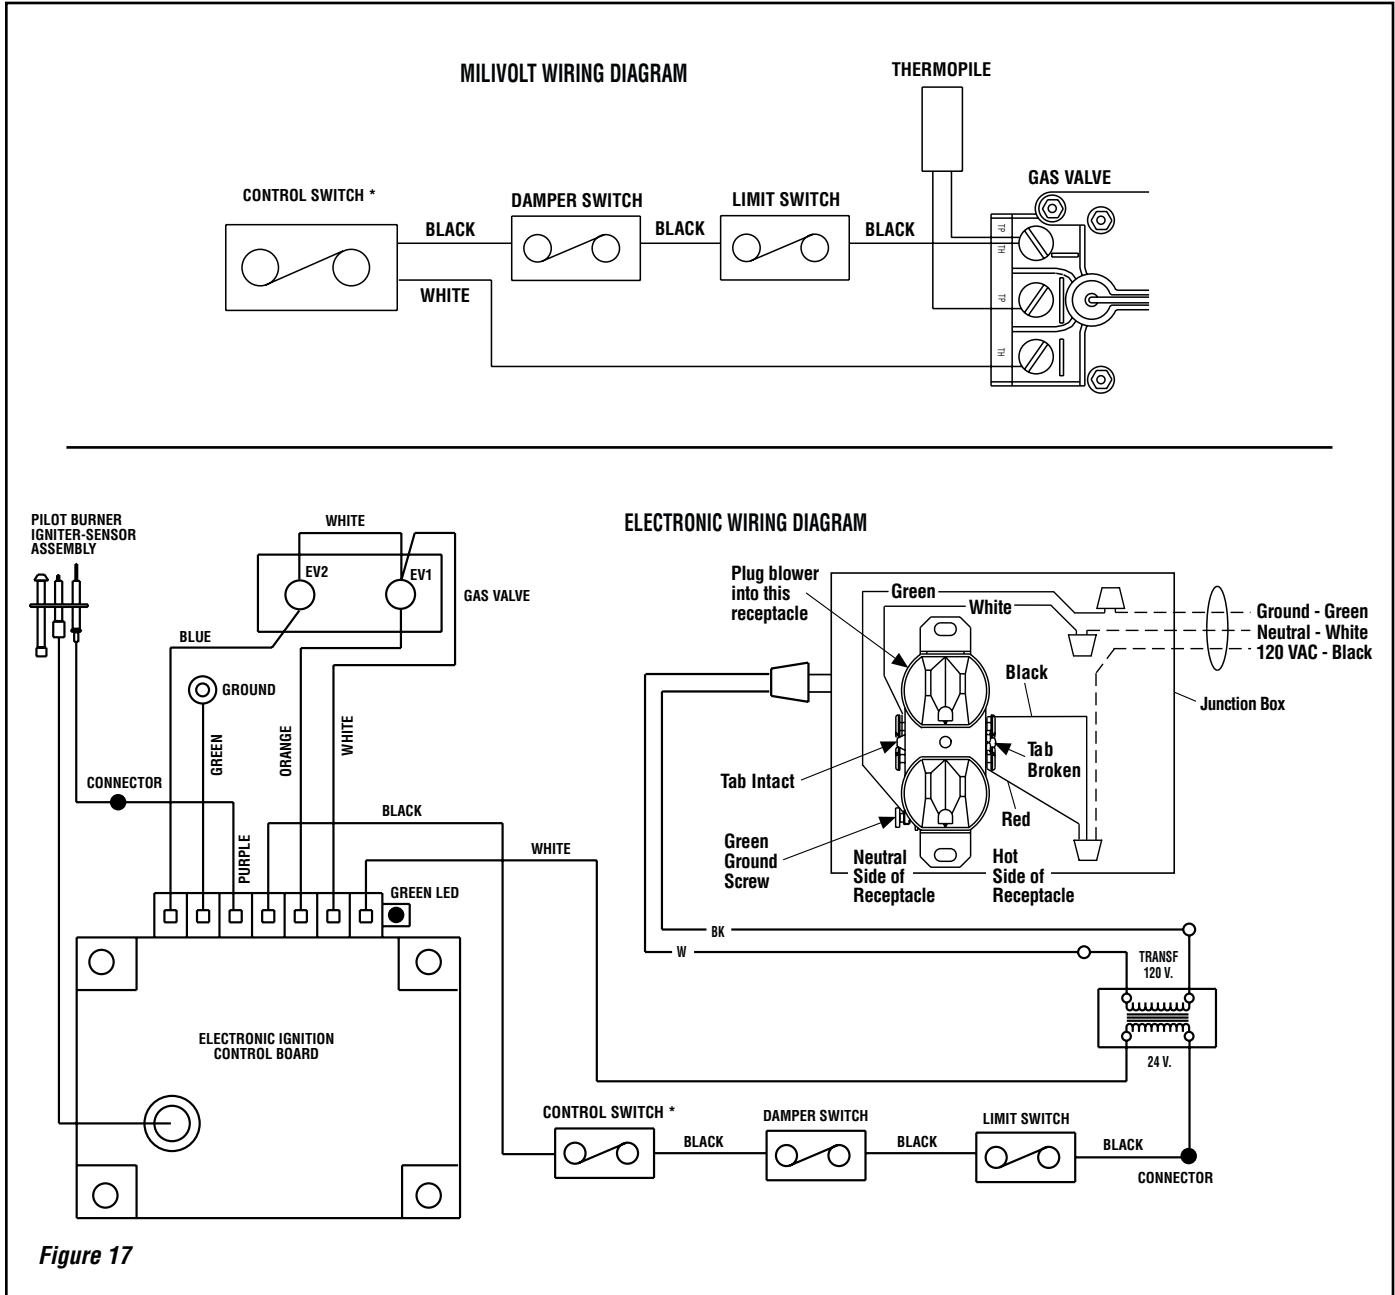 MILIVOLT WIRING DIAGRAM
THERMOPILE
CONTROL SWITCH *
DAMPER SWITCH
LIMIT SWITCH
GAS VALVE
BLACK
BLACK
BLACK
WHITE
TP
TH
TP
TH
ELECTRONIC WIRING DIAGRAM
PILOT BURNER
IGNITER-SENSOR
ASSEMBLY
WHITE
EV2
EV1
GAS VALVE
BLUE
GROUND
GREEN
ORANGE
WHITE
CONNECTOR
PURPLE
BLACK
WHITE
GREEN LED
ELECTRONIC IGNITION
CONTROL BOARD
Plug blower
into this
receptacle
Green
White
Ground - Green
Neutral - White
120 VAC - Black
Black
Junction Box
Tab Intact
Tab
Broken
Red
Green
Ground
Screw
Neutral
Side of
Receptacle
Hot
Side of
Receptacle
BK
W
TRANSF
120 V.
24 V.
CONTROL SWITCH *
DAMPER SWITCH
LIMIT SWITCH
BLACK
BLACK
BLACK
CONNECTOR
Figure 17